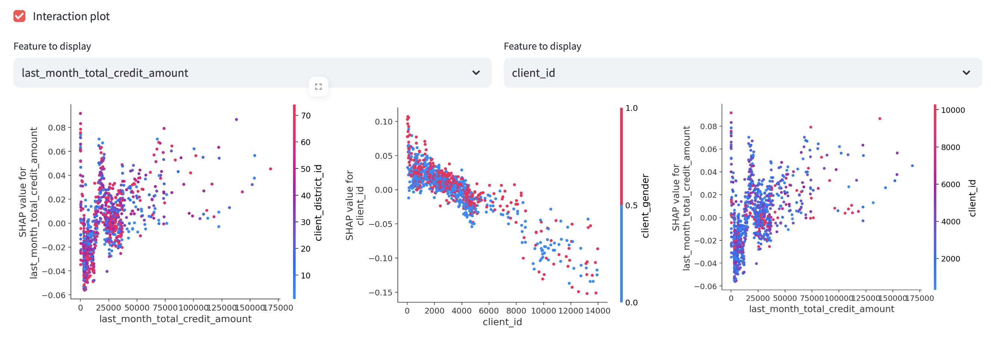 Interaction plot
Feature to display
last_month_total_credit_amount
Feature to display
client_id
SHAP value for
last_month_total_credit_amount
0.08
0.06
0.04
0.02
0.00
−0.02
−0.04
−0.06
0 25000 50000 75000 100000 125000 150000 175000
last_month_total_credit_amount
70
60
50
40
30
20
10
client_district_id
SHAP value for
client_id
0.10
0.05
0.00
−0.05
−0.10
−0.15
0 2000 4000 6000 8000 10000 12000 14000
client_id
1.0
0.5
0.0
client_gender
SHAP value for
last_month_total_credit_amount
0.08
0.06
0.04
0.02
0.00
−0.02
−0.04
−0.06
0 25000 50000 75000 100000 125000 150000 175000
last_month_total_credit_amount
10000
8000
6000
4000
2000
client_id